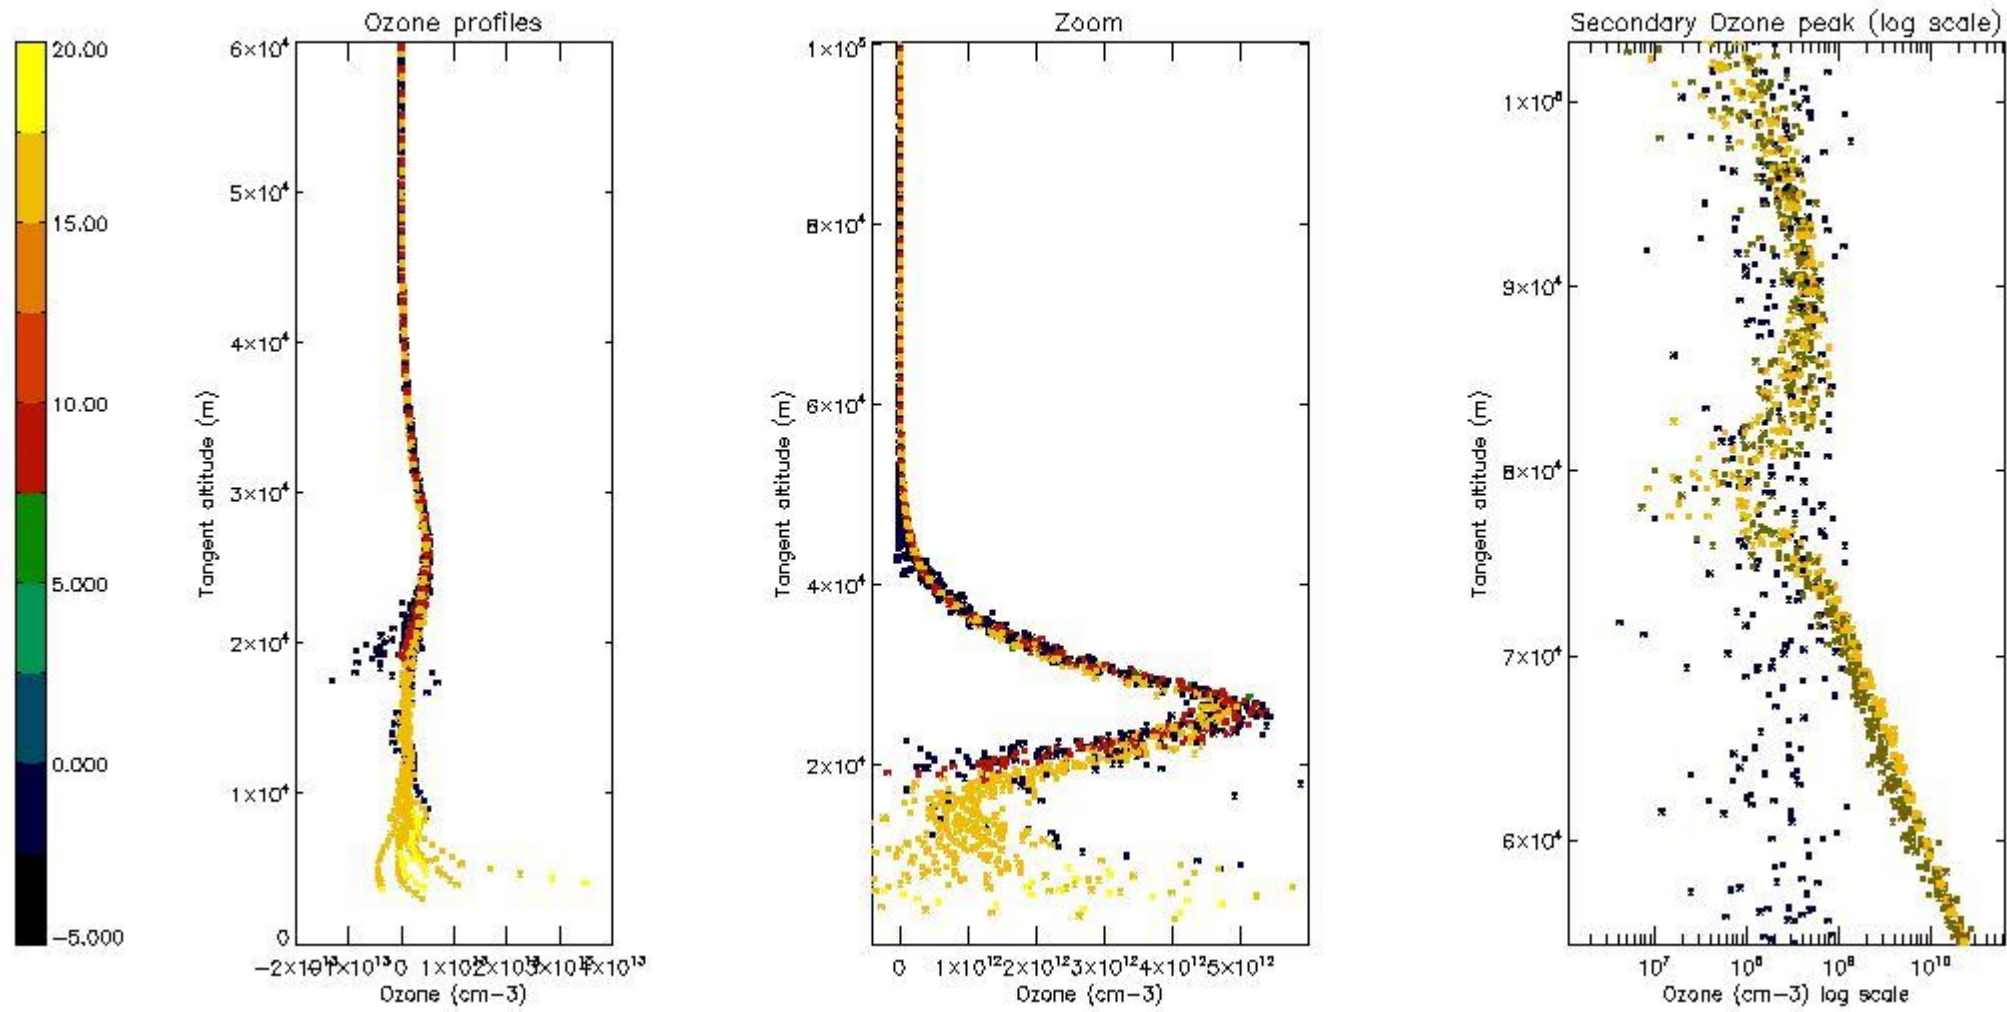 Ozone profiles
Zoom
Secondary Ozone peak (log scale)
20.00
15.00
10.00
5.000
0.000
−5.000
6×10⁴
5×10⁴
4×10⁴
3×10⁴
2×10⁴
1×10⁴
0
Tangent altitude (m)
0
Ozone (cm−3)
1×10⁵
8×10⁴
6×10⁴
4×10⁴
2×10⁴
Tangent altitude (m)
0 1×10¹² 2×10¹² 3×10¹² 4×10¹² 5×10¹²
Ozone (cm−3)
9×10⁴
8×10⁴
7×10⁴
6×10⁴
Tangent altitude (m)
10⁷ 10⁸ 10⁹ 10¹⁰
Ozone (cm−3) log scale